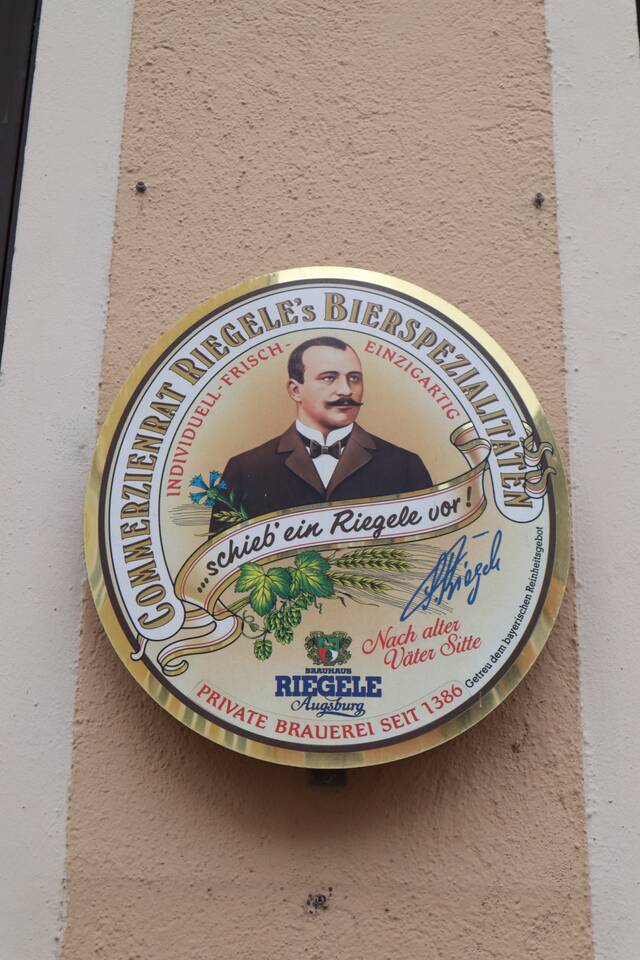 COMMERZIENRAT RIEGELE's BIERSPEZIALITÄTEN
INDIVIDUELL - FRISCH - EINZIGARTIG
...schieb' ein Riegele vor!
Riegele
Nach alter
Väter Sitte
Getreu dem bayerischen Reinheitsgebot
BRAUHAUS
RIEGELE
Augsburg
PRIVATE BRAUEREI SEIT 1386